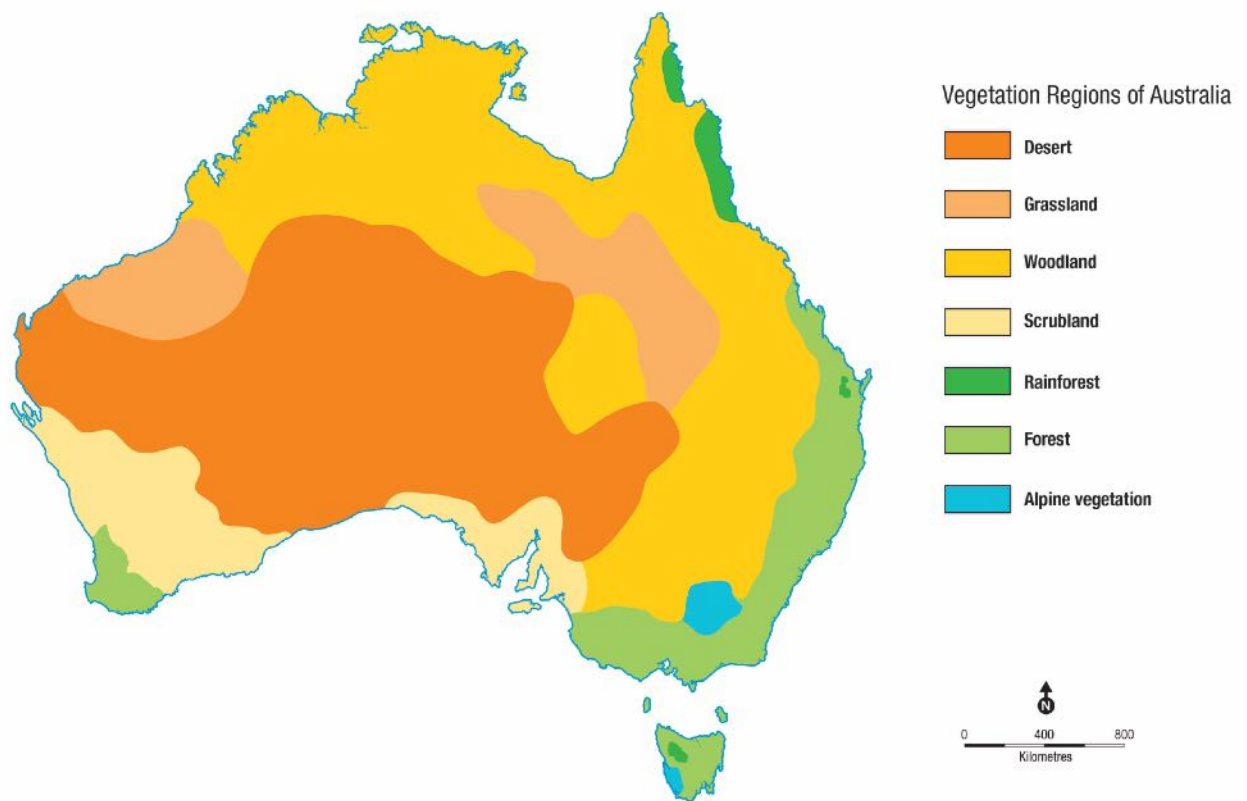 Vegetation Regions of Australia
Desert
Grassland
Woodland
Scrubland
Rainforest
Forest
Alpine vegetation
N
0 400 800
Kilometres